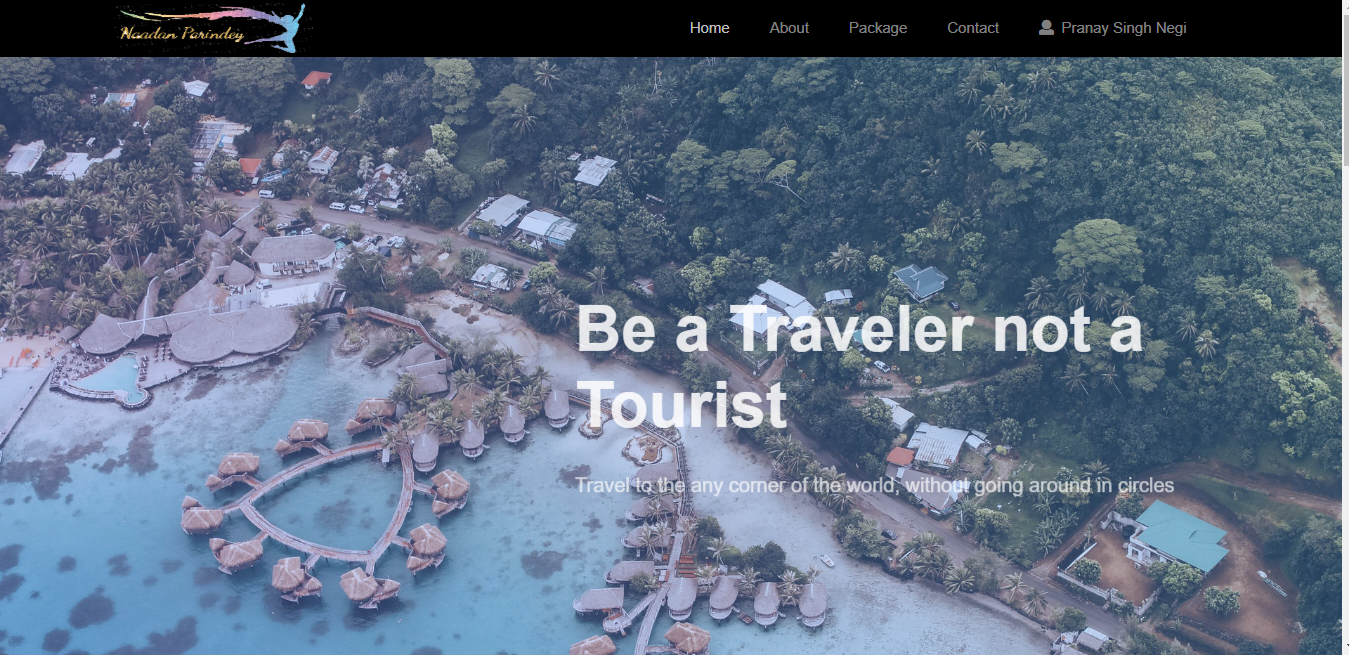 Naadan Parindey
Home About Package Contact Pranay Singh Negi
Be a Traveler not a
Tourist
Travel to the any corner of the world, without going around in circles